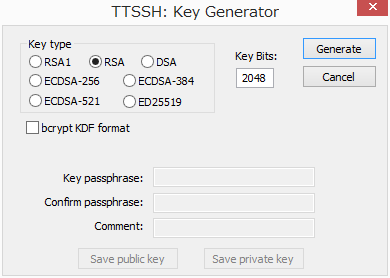 TTSSH: Key Generator
Key type
RSA1 RSA DSA
ECDSA-256 ECDSA-384
ECDSA-521 ED25519
Key Bits:
2048
Generate
Cancel
bcrypt KDF format
Key passphrase:
Confirm passphrase:
Comment:
Save public key Save private key